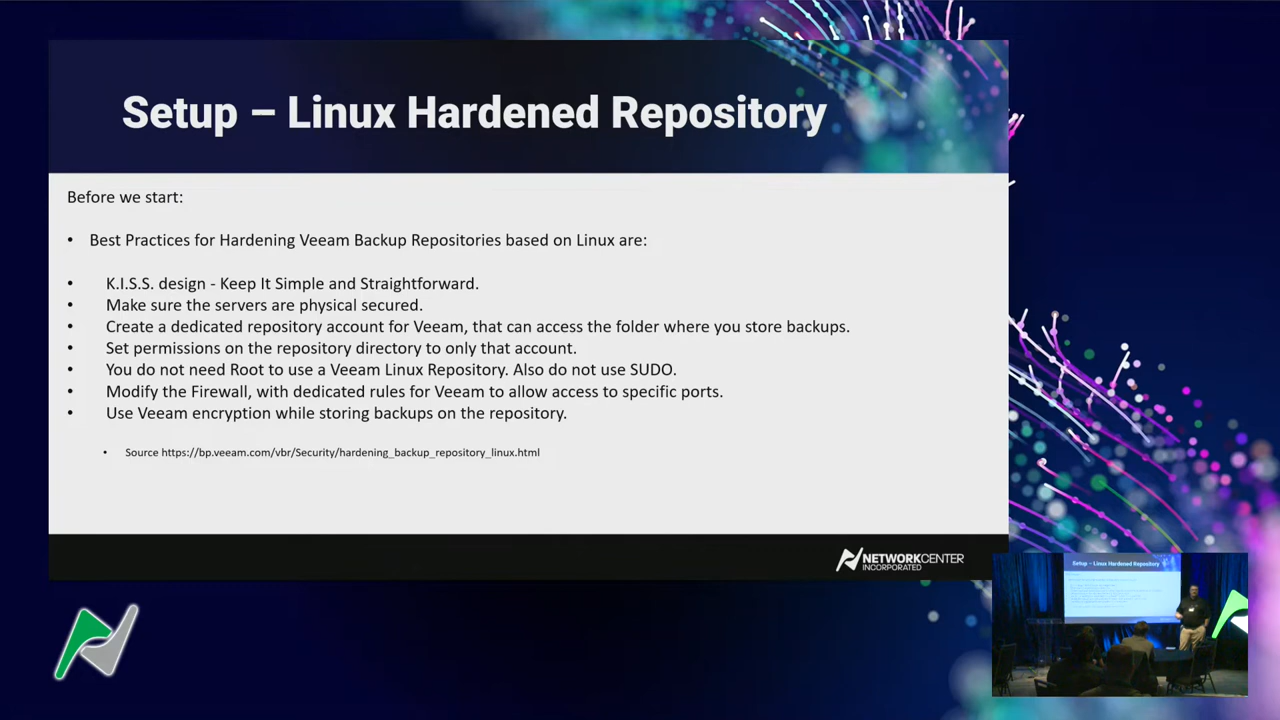 Setup – Linux Hardened Repository
Before we start:
• Best Practices for Hardening Veeam Backup Repositories based on Linux are:
• K.I.S.S. design - Keep It Simple and Straightforward.
• Make sure the servers are physical secured.
• Create a dedicated repository account for Veeam, that can access the folder where you store backups.
• Set permissions on the repository directory to only that account.
• You do not need Root to use a Veeam Linux Repository. Also do not use SUDO.
• Modify the Firewall, with dedicated rules for Veeam to allow access to specific ports.
• Use Veeam encryption while storing backups on the repository.
• Source https://bp.veeam.com/vbr/Security/hardening_backup_repository_linux.html
NETWORKCENTER
INCORPORATED
Setup – Linux Hardened Repository